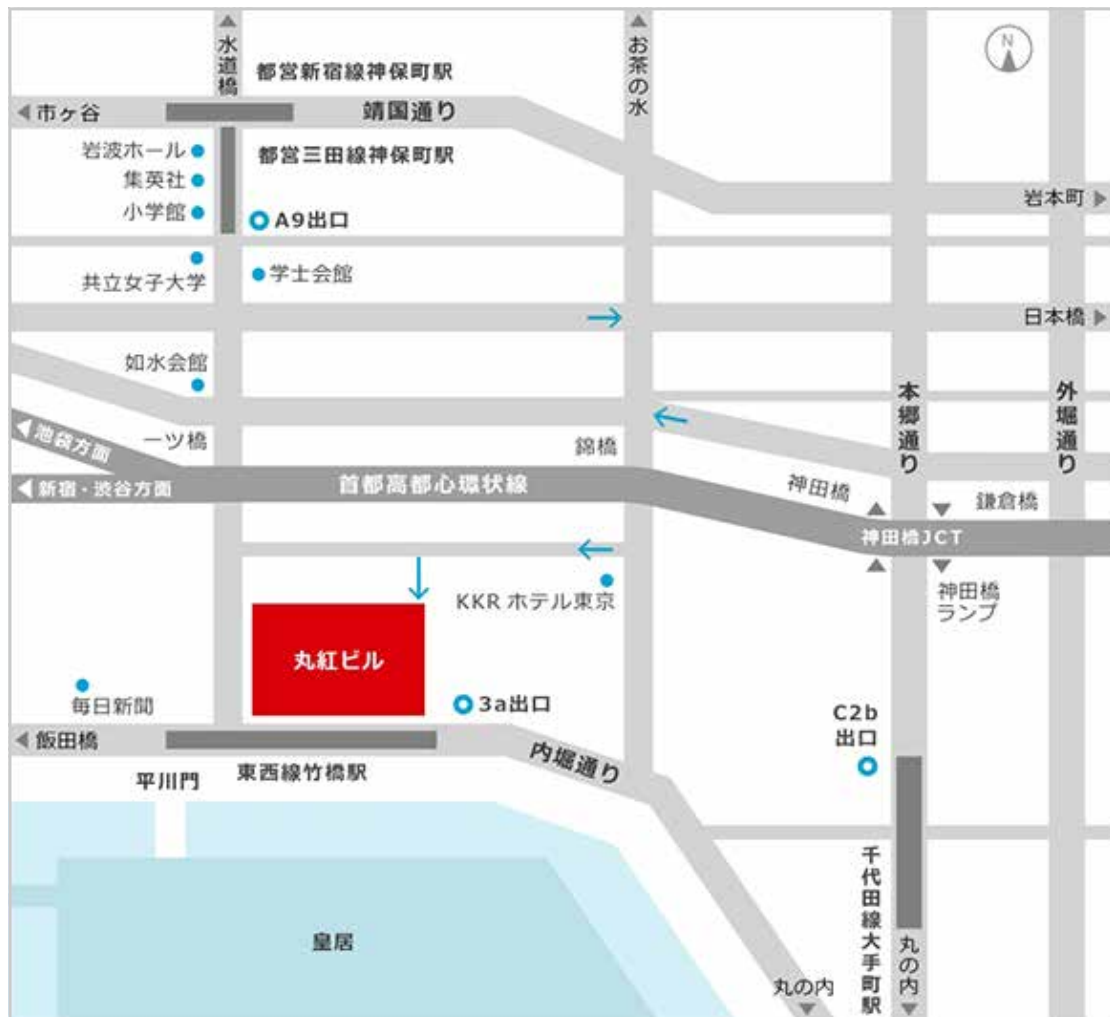 水道橋
お茶の水
N
都営新宿線神保町駅
市ヶ谷
靖国通り
岩波ホール
都営三田線神保町駅
集英社
小学館
A9出口
岩本町
共立女子大学
学士会館
日本橋
如水会館
本郷通り
外堀通り
池袋方面
一ツ橋
錦橋
新宿・渋谷方面
首都高都心環状線
神田橋
鎌倉橋
神田橋JCT
KKR ホテル東京
神田橋
ランプ
丸紅ビル
毎日新聞
3a出口
C2b
出口
飯田橋
東西線竹橋駅
内堀通り
平川門
千代田線大手町駅
皇居
丸の内
丸の内